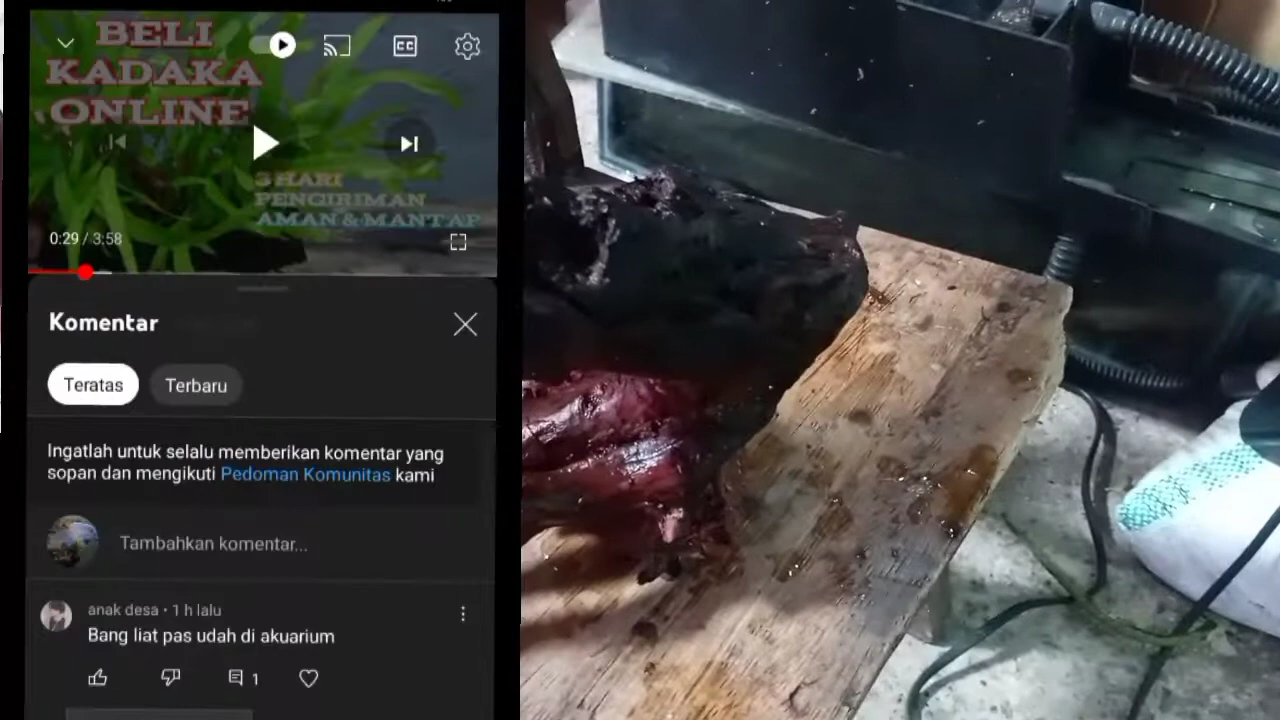 BELI
KADAKA
ONLINE
3 HARI
PENGIRIMAN
AMAN & MANTAP
CC
0:29 / 3:58
Komentar
Teratas
Terbaru
Ingatlah untuk selalu memberikan komentar yang
sopan dan mengikuti Pedoman Komunitas kami
Tambahkan komentar...
anak desa • 1 h lalu
Bang liat pas udah di akuarium
1